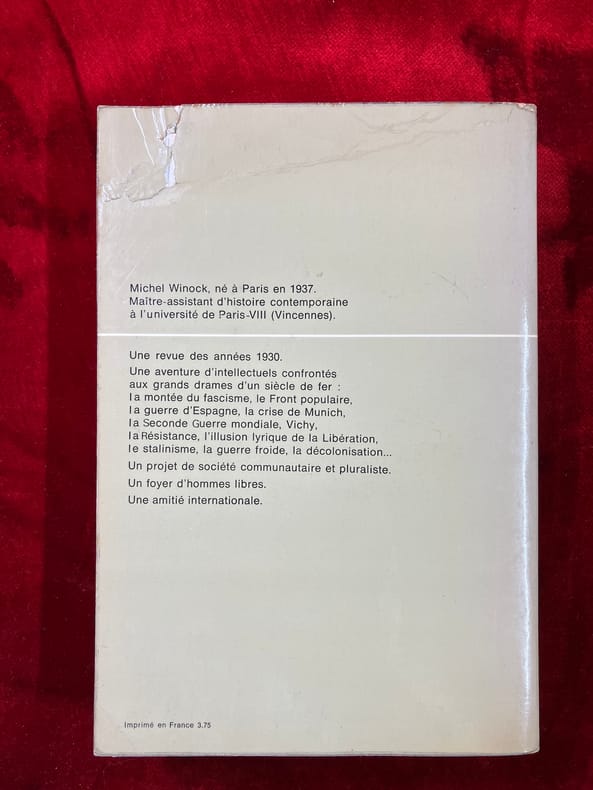 Michel Winock, né à Paris en 1937.
Maître-assistant d'histoire contemporaine
à l'université de Paris-VIII (Vincennes).
Une revue des années 1930.
Une aventure d'intellectuels confrontés
aux grands drames d'un siècle de fer :
la montée du fascisme, le Front populaire,
la guerre d'Espagne, la crise de Munich,
la Seconde Guerre mondiale, Vichy,
la Résistance, l'illusion lyrique de la Libération,
le stalinisme, la guerre froide, la décolonisation...
Un projet de société communautaire et pluraliste.
Un foyer d'hommes libres.
Une amitié internationale.
Imprimé en France 3.75